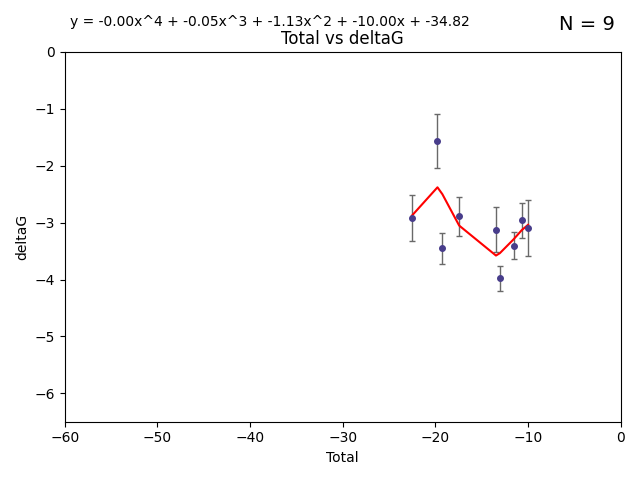 y = -0.00x^4 + -0.05x^3 + -1.13x^2 + -10.00x + -34.82
N = 9
Total vs deltaG
0
−1
−2
−3
−4
−5
−6
deltaG
−60 −50 −40 −30 −20 −10 0
Total